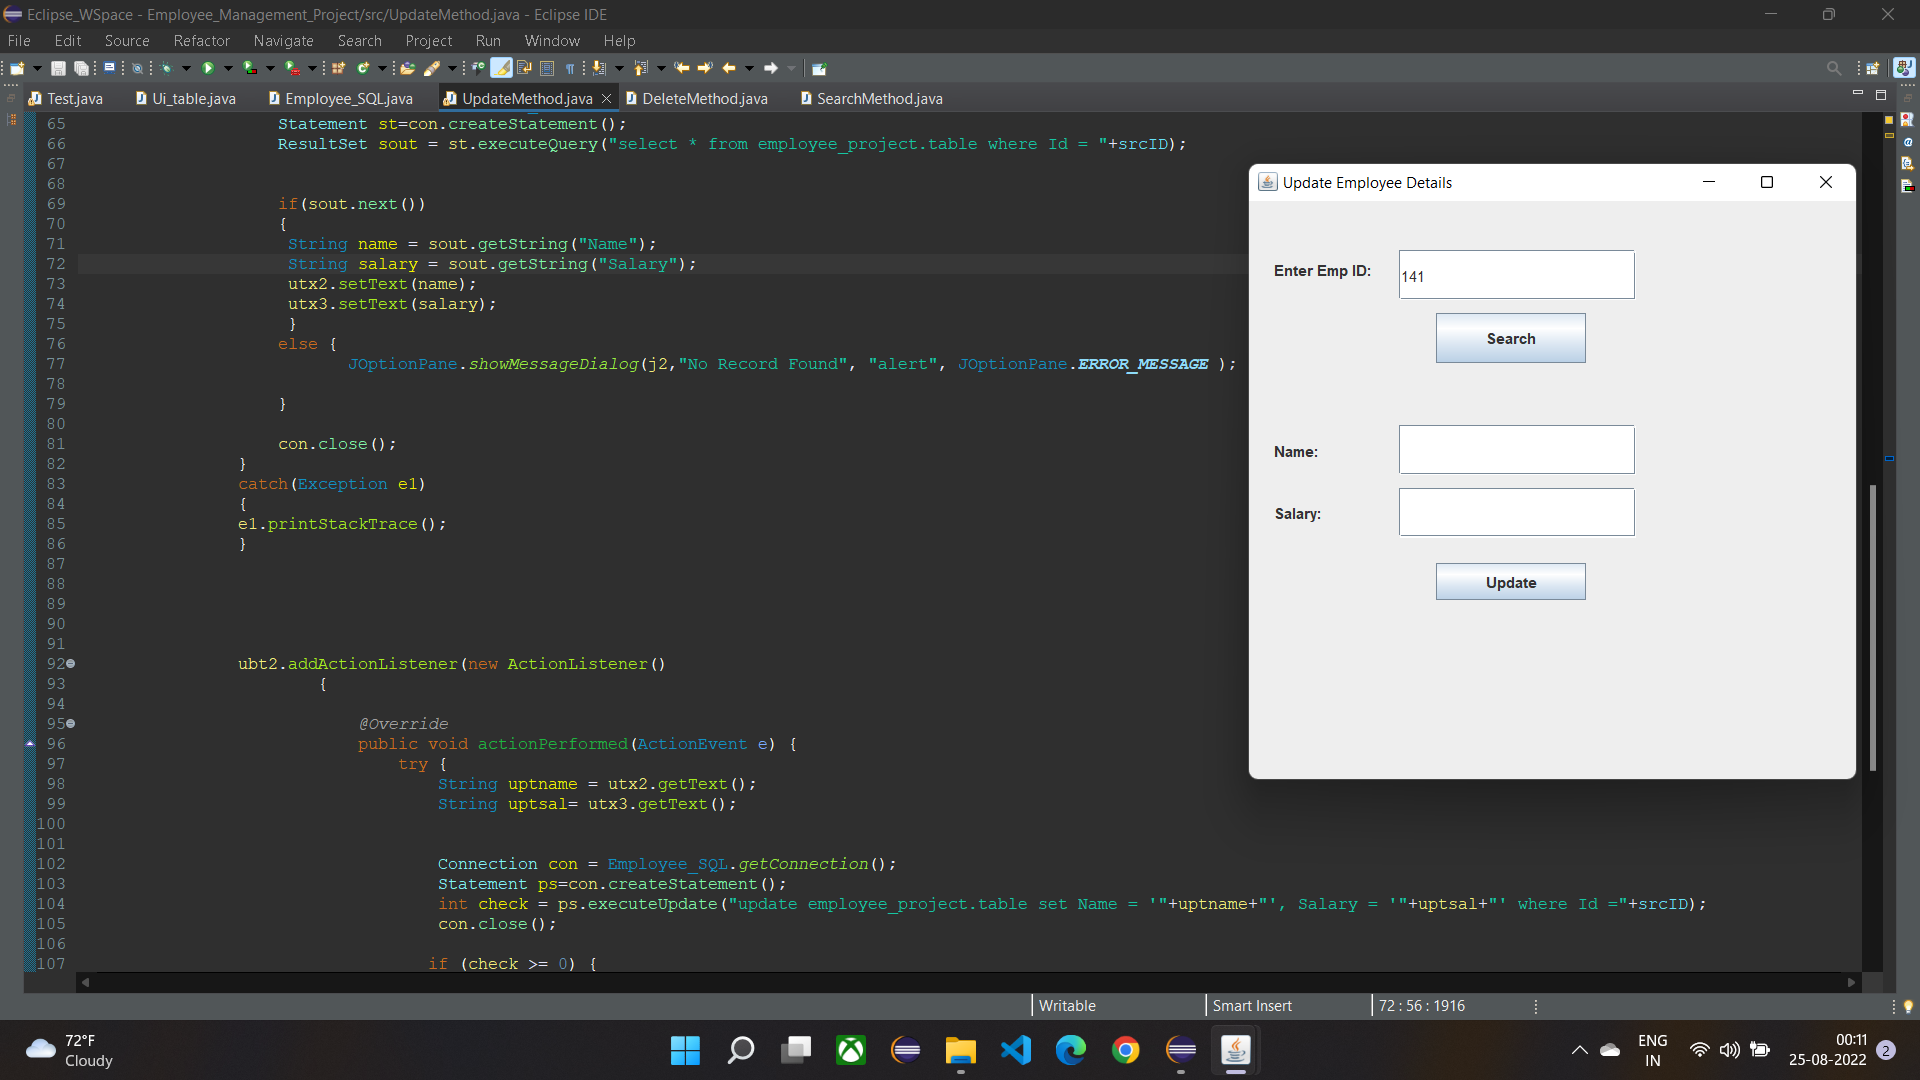 Eclipse_WSpace - Employee_Management_Project/src/UpdateMethod.java - Eclipse IDE
File Edit Source Refactor Navigate Search Project Run Window Help
Test.java Ui_table.java Employee_SQL.java UpdateMethod.java DeleteMethod.java SearchMethod.java
65 Statement st=con.createStatement();
66 ResultSet sout = st.executeQuery("select * from employee_project.table where Id = "+srcID);
67
68
69 if(sout.next())
70 {
71 String name = sout.getString("Name");
72 String salary = sout.getString("Salary");
73 utx2.setText(name);
74 utx3.setText(salary);
75 }
76 else {
77 JOptionPane.showMessageDialog(j2,"No Record Found", "alert", JOptionPane.ERROR_MESSAGE );
78
79 }
80
81 con.close();
82 }
83 catch(Exception e1)
84 {
85 e1.printStackTrace();
86 }
87
88
89
90
91
92 ubt2.addActionListener(new ActionListener()
93 {
94
95 @Override
96 public void actionPerformed(ActionEvent e) {
97 try {
98 String uptname = utx2.getText();
99 String uptsal= utx3.getText();
100
101
102 Connection con = Employee_SQL.getConnection();
103 Statement ps=con.createStatement();
104 int check = ps.executeUpdate("update employee_project.table set Name = '"+uptname+"', Salary = '"+uptsal+"' where Id ="+srcID);
105 con.close();
106
107 if (check >= 0) {
Update Employee Details
Enter Emp ID: 141
Search
Name:
Salary:
Update
Writable Smart Insert 72 : 56 : 1916
72°F
Cloudy
ENG
IN
00:11
25-08-2022
2